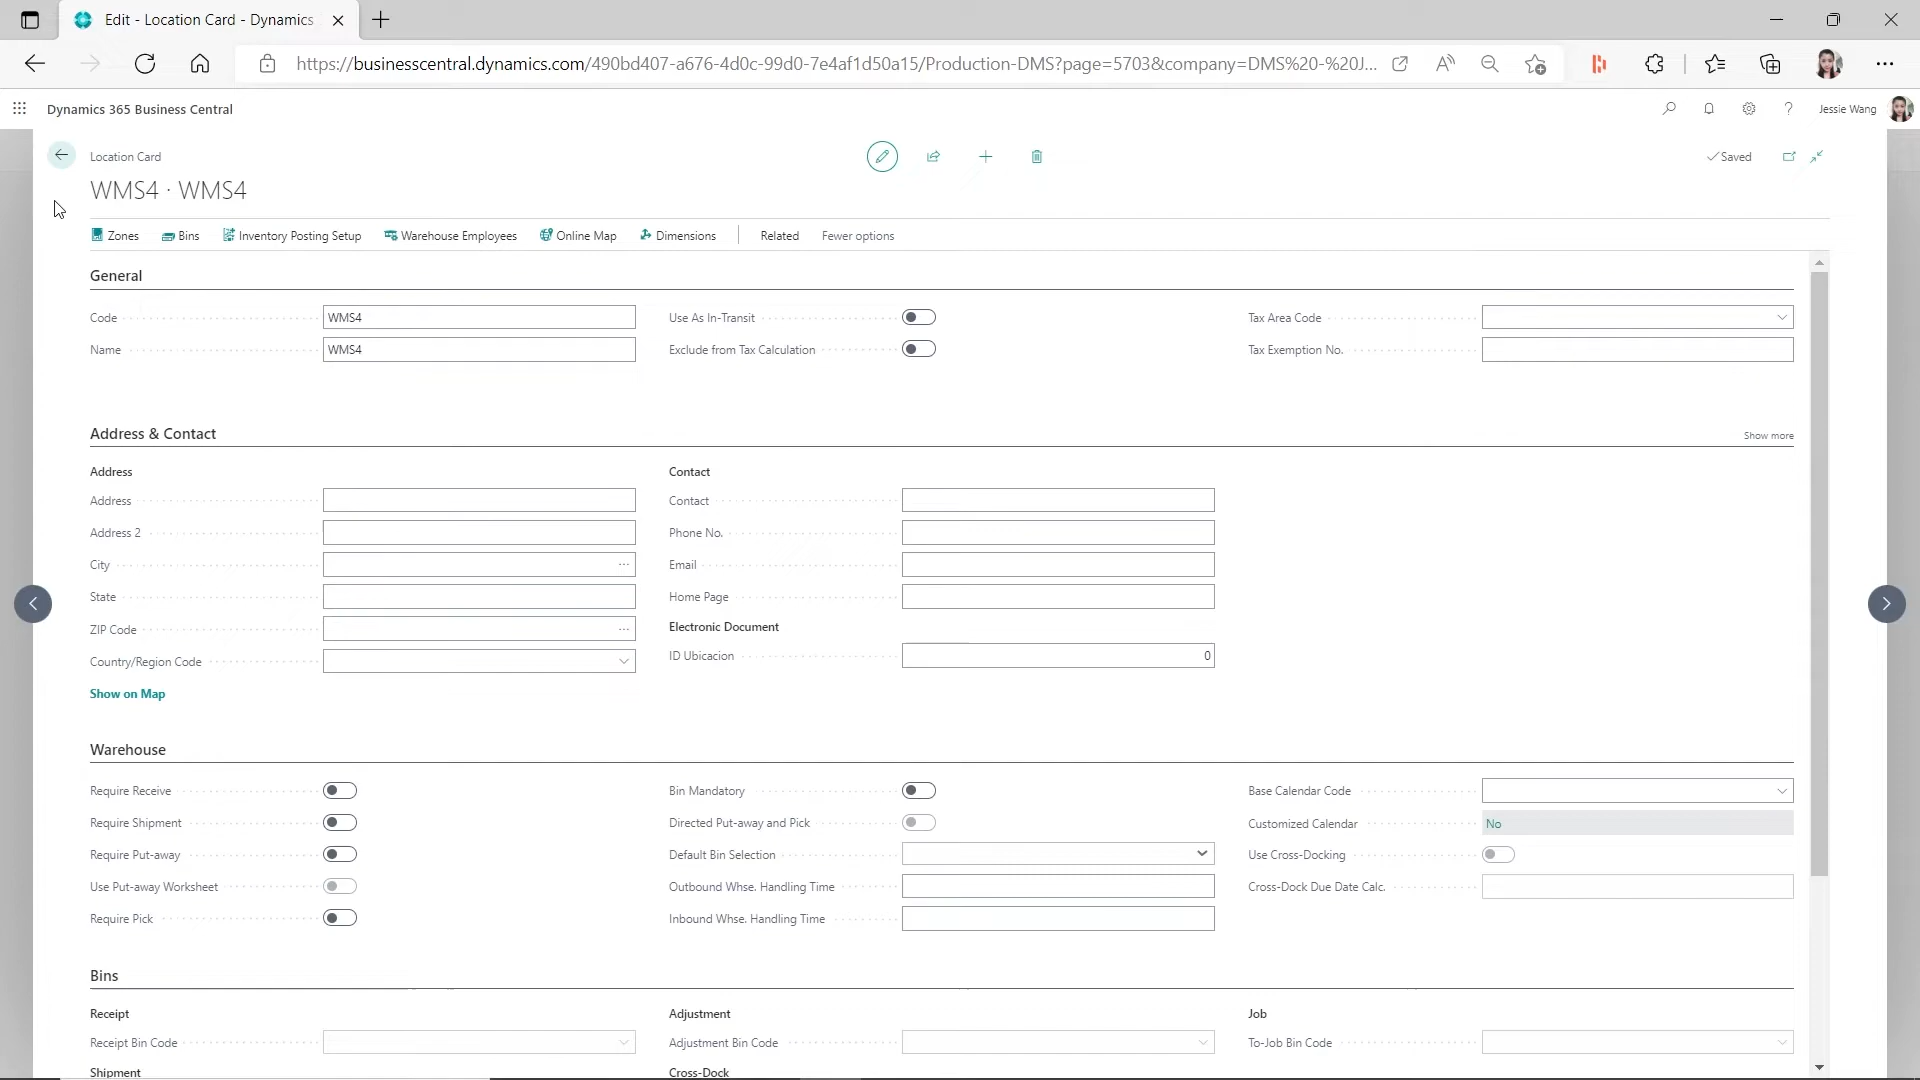 Edit - Location Card - Dynamics
https://businesscentral.dynamics.com/490bd407-a676-4d0c-99d0-7e4af1d50a15/Production-DMS?page=5703&company=DMS%20-%20J...
Dynamics 365 Business Central
Jessie Wang
Location Card
Saved
WMS4 · WMS4
Zones Bins Inventory Posting Setup Warehouse Employees Online Map Dimensions Related Fewer options
General
Code WMS4 Use As In-Transit Tax Area Code
Name WMS4 Exclude from Tax Calculation Tax Exemption No.
Address & Contact Show more
Address Contact
Address Contact
Address 2 Phone No.
City ... Email
State Home Page
ZIP Code ... Electronic Document
Country/Region Code ID Ubicacion 0
Show on Map
Warehouse
Require Receive Bin Mandatory Base Calendar Code
Require Shipment Directed Put-away and Pick Customized Calendar No
Require Put-away Default Bin Selection Use Cross-Docking
Use Put-away Worksheet Outbound Whse. Handling Time Cross-Dock Due Date Calc.
Require Pick Inbound Whse. Handling Time
Bins
Receipt Adjustment Job
Receipt Bin Code Adjustment Bin Code To-Job Bin Code
Shipment Cross-Dock